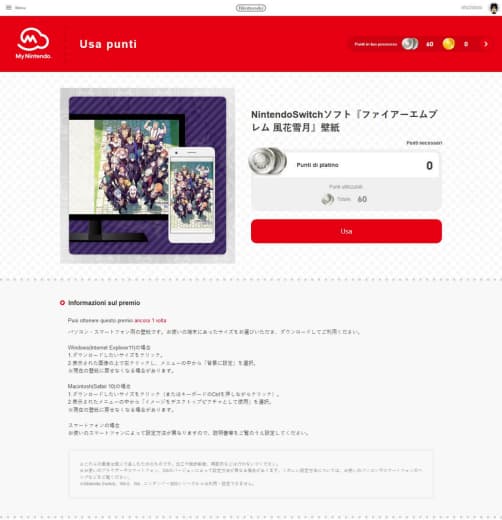 Menu
Nintendo
My Nintendo.
Usa punti
Punti in tuo possesso
60
0
NintendoSwitchソフト『ファイアーエムブ
レム 風花雪月』壁紙
Punti necessari
Punti di platino
0
Punti utilizzabili
Totale
60
Usa
Informazioni sul premio
Puoi ottenere questo premio ancora 1 volta
パソコン・スマートフォン用の壁紙です。お使いの端末にあったサイズをお選びいただき、ダウンロードしてご利用ください。
Windows(Internet Explorer11)の場合
1.ダウンロードしたいサイズをクリック。
2.表示された画像の上で右クリックし、メニューの中から「背景に設定」を選択。
※現在の壁紙に戻せなくなる場合があります。
Macintosh(Safari 10)の場合
1.ダウンロードしたいサイズをクリック（またはキーボードのCtrlを押しながらクリック）。
2.表示されたメニューの中から「イメージをデスクトップピクチャとして使用」を選択。
※現在の壁紙に戻せなくなる場合があります。
スマートフォンの場合
お使いのスマートフォンによって設定方法が異なりますので、説明書等をご覧のうえ設定してください。